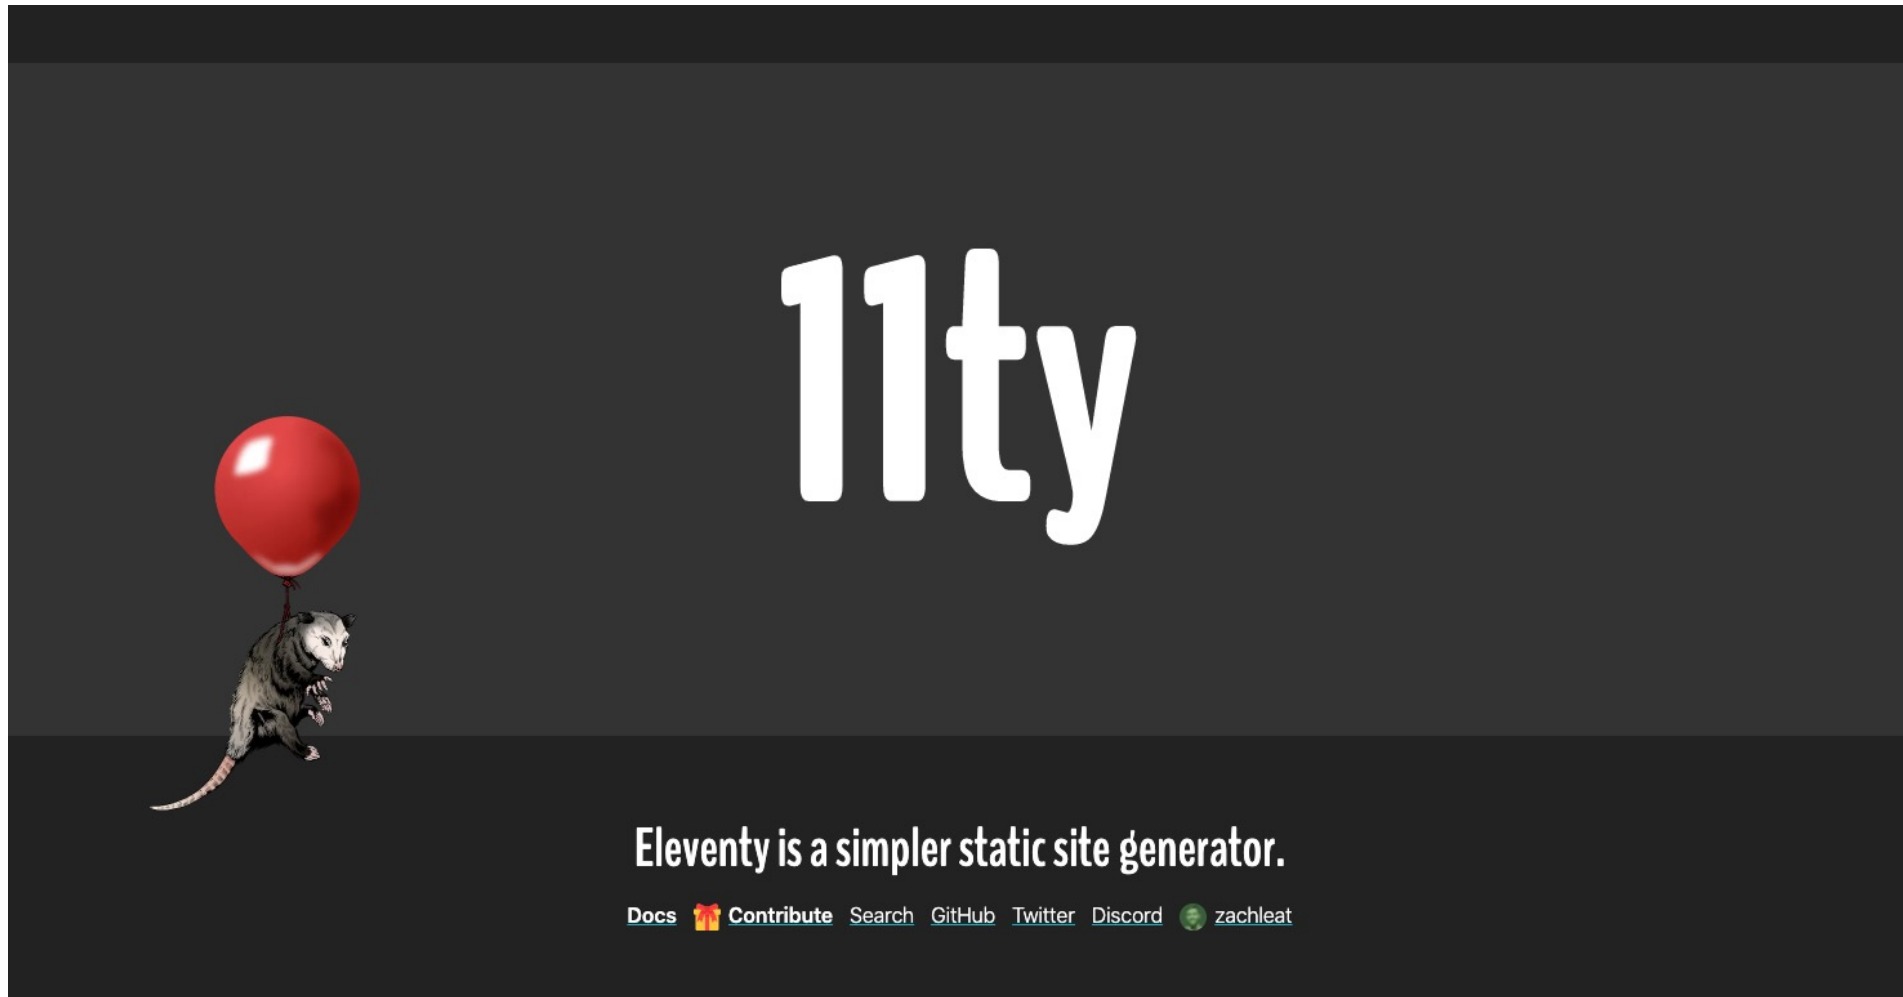 11ty
Eleventy is a simpler static site generator.
Docs Contribute Search GitHub Twitter Discord zachleat